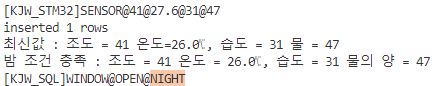 [KJW_STM32]SENSOR@41@27.6@31@47
inserted 1 rows
최신값 : 조도 = 41 온도=26.0℃, 습도 = 31 물 = 47
밤 조건 충족 : 조도 = 41 온도 = 26.0℃, 습도 = 31 물의 양 = 47
[KJW_SQL]WINDOW@OPEN@NIGHT